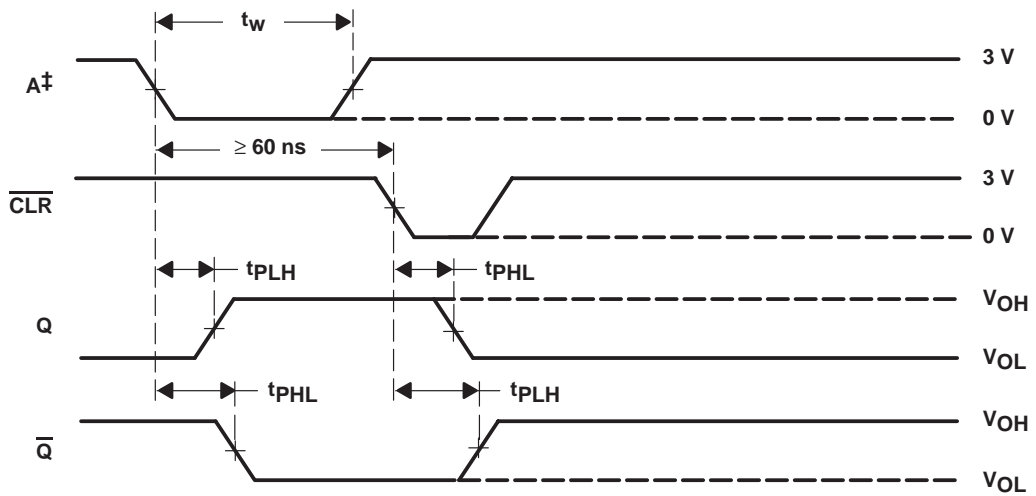 tw
A‡
3 V
0 V
≥ 60 ns
CLR
3 V
0 V
tPLH
tPHL
Q
VOH
VOL
tPHL
tPLH
Q
VOH
VOL